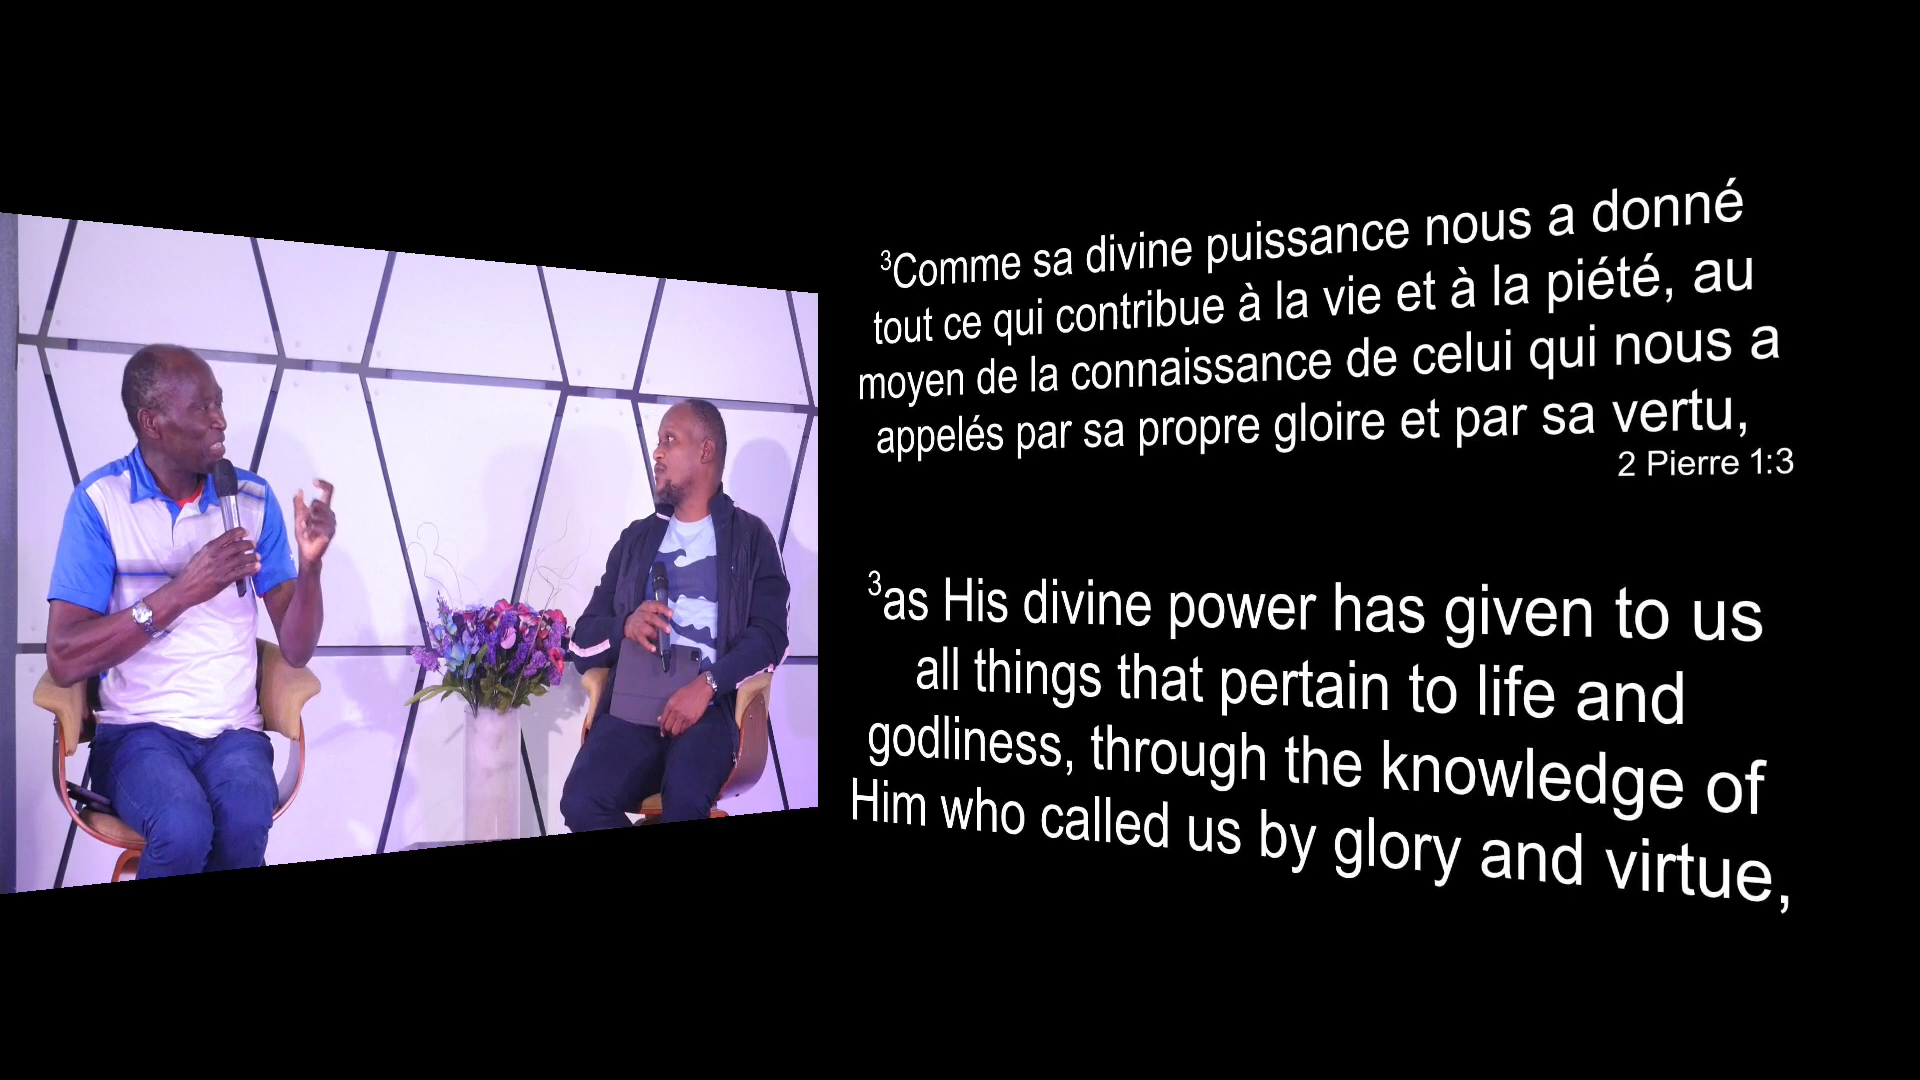 ³Comme sa divine puissance nous a donné
tout ce qui contribue à la vie et à la piété, au
moyen de la connaissance de celui qui nous a
appelés par sa propre gloire et par sa vertu,
2 Pierre 1:3
³as His divine power has given to us
all things that pertain to life and
godliness, through the knowledge of
Him who called us by glory and virtue,